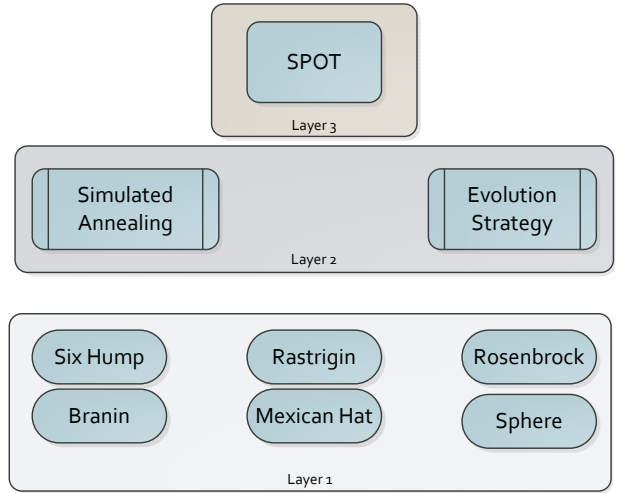 SPOT
Layer 3
Simulated
Annealing
Evolution
Strategy
Layer 2
Six Hump
Rastrigin
Rosenbrock
Branin
Mexican Hat
Sphere
Layer 1